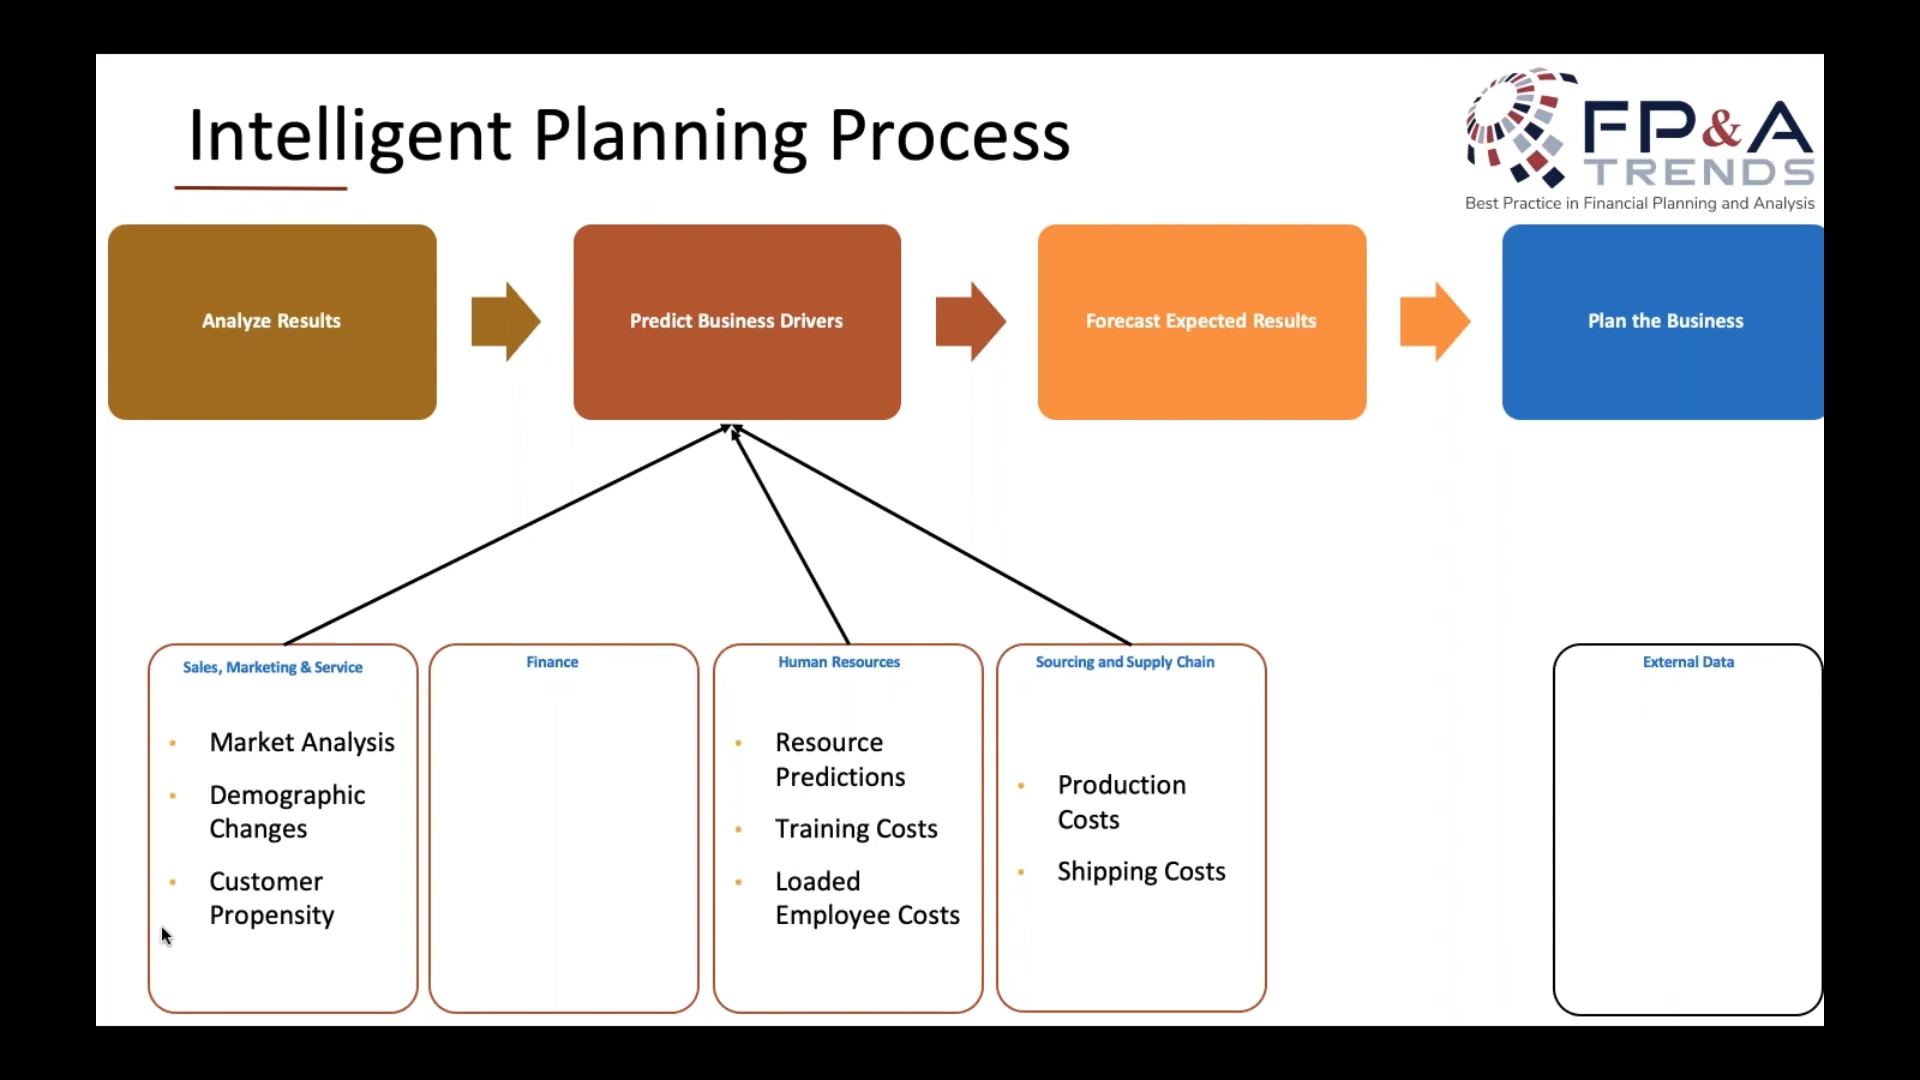 Intelligent Planning Process
FP&A
TRENDS
Best Practice in Financial Planning and Analysis
Analyze Results
Predict Business Drivers
Forecast Expected Results
Plan the Business
Sales, Marketing & Service
Market Analysis
Demographic
Changes
Customer
Propensity
Finance
Human Resources
Resource
Predictions
Training Costs
Loaded
Employee Costs
Sourcing and Supply Chain
Production
Costs
Shipping Costs
External Data